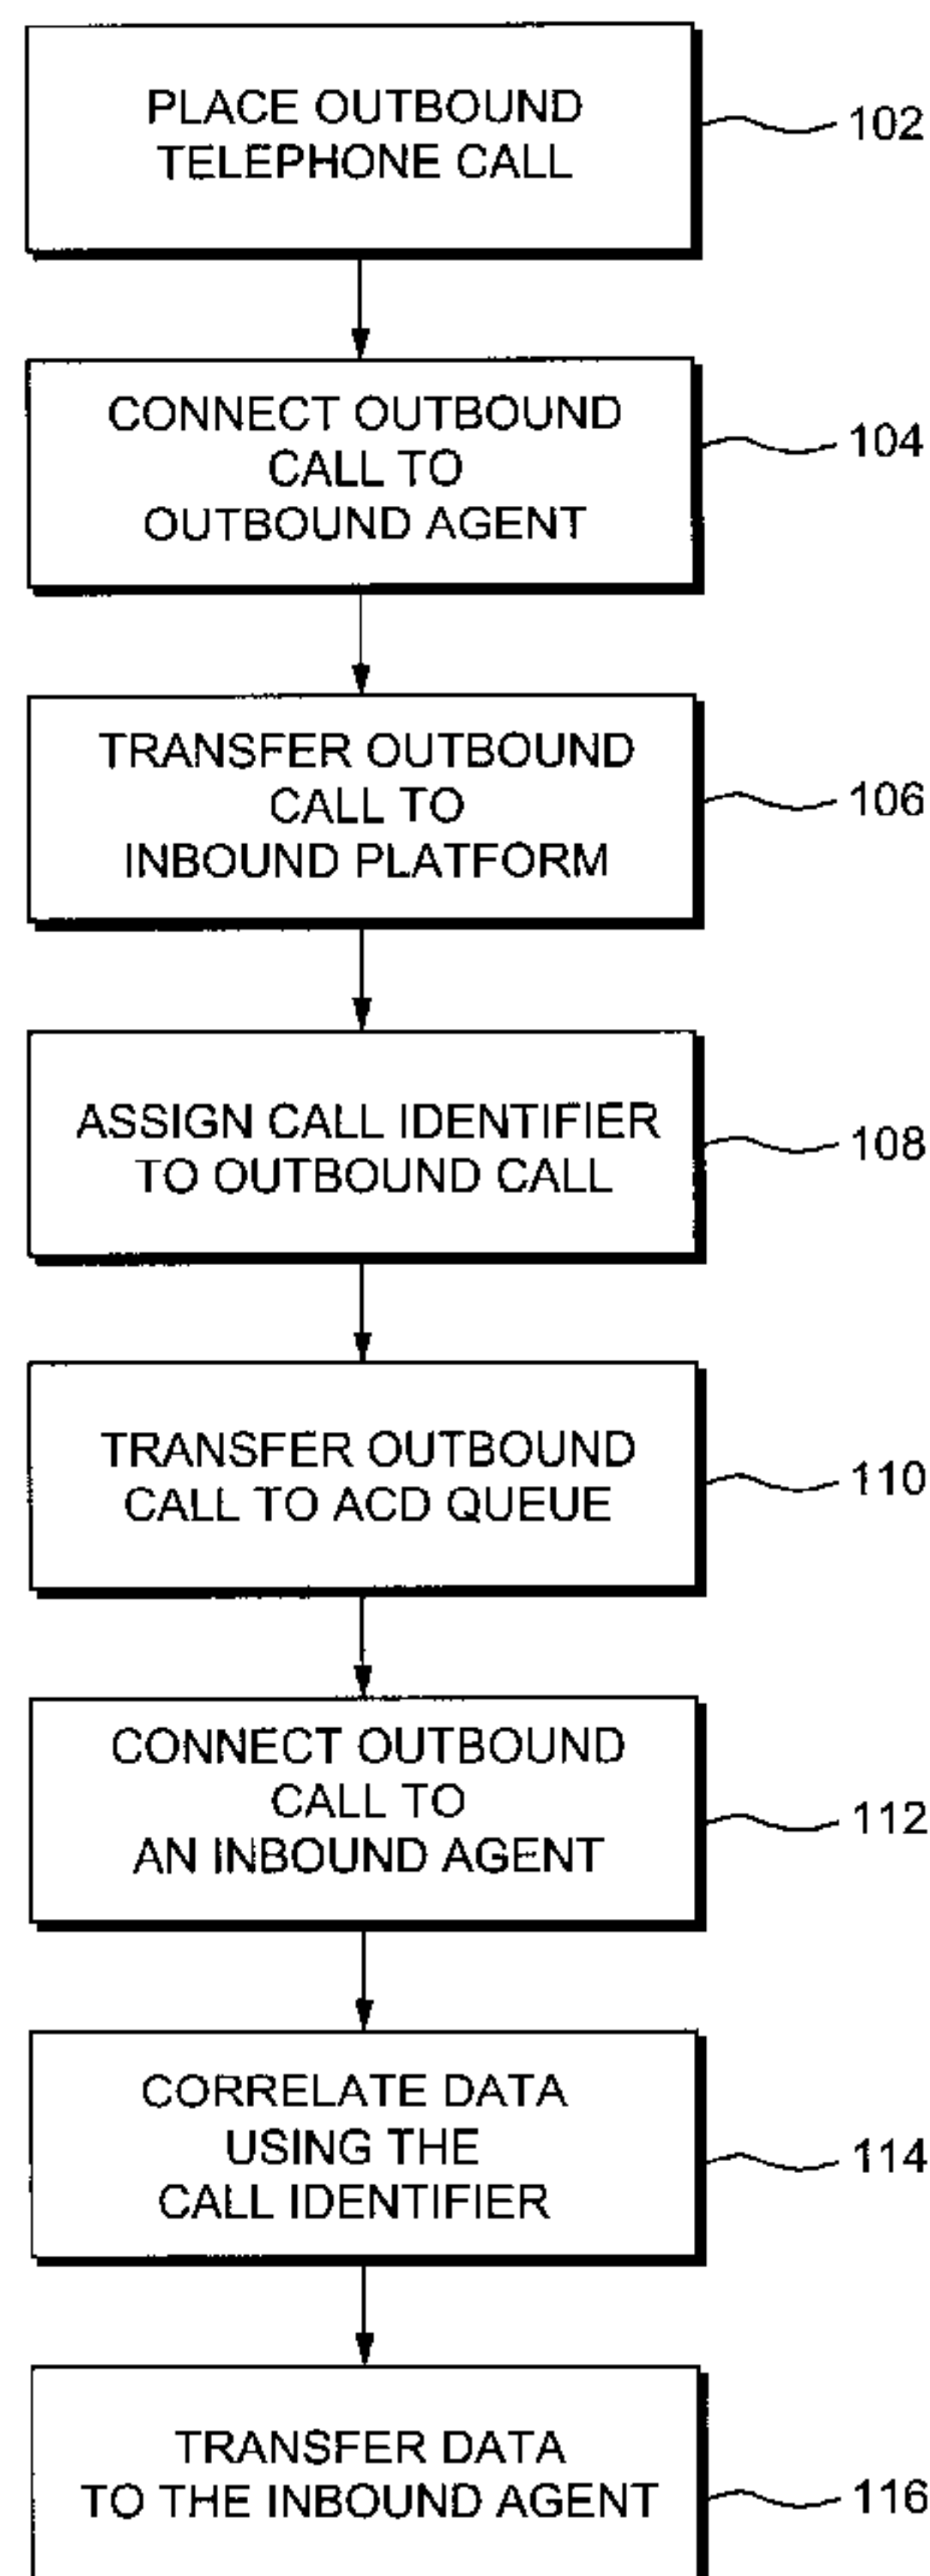 PLACE OUTBOUND
TELEPHONE CALL
102
CONNECT OUTBOUND
CALL TO
OUTBOUND AGENT
104
TRANSFER OUTBOUND
CALL TO
INBOUND PLATFORM
106
ASSIGN CALL IDENTIFIER
TO OUTBOUND CALL
108
TRANSFER OUTBOUND
CALL TO ACD QUEUE
110
CONNECT OUTBOUND
CALL TO
AN INBOUND AGENT
112
CORRELATE DATA
USING THE
CALL IDENTIFIER
114
TRANSFER DATA
TO THE INBOUND AGENT
116